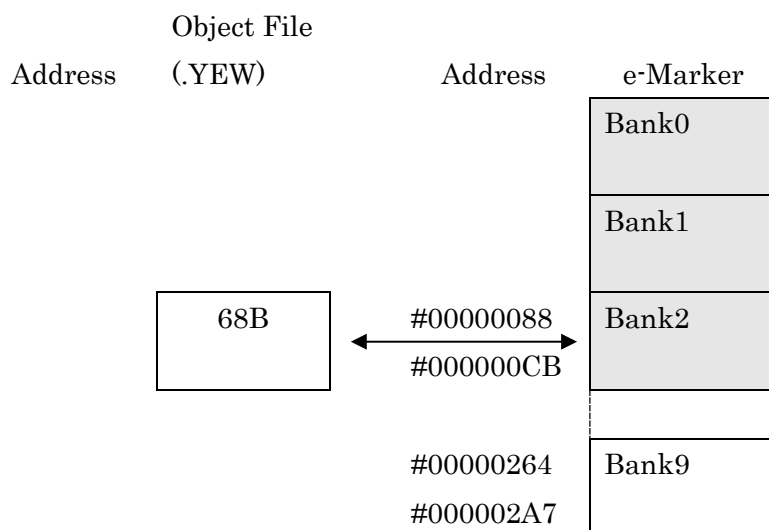 Object File
Address (.YEW) Address e-Marker
Bank0
Bank1
68B #00000088 Bank2
#000000CB
#00000264 Bank9
#000002A7